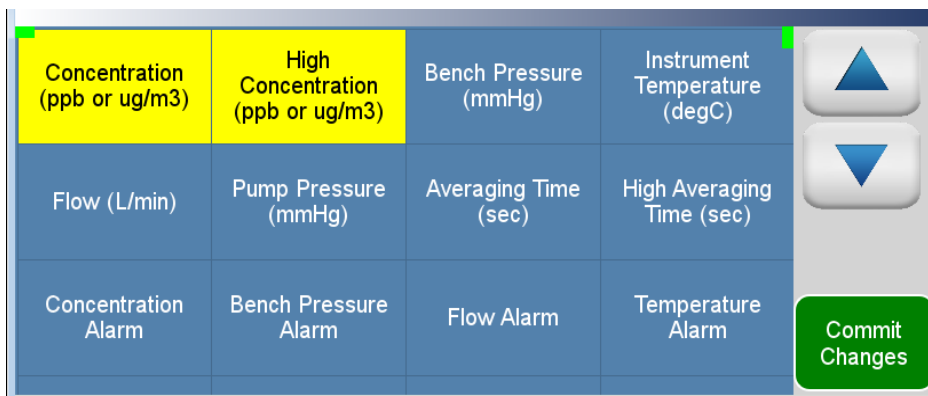 Concentration
(ppb or ug/m3)
High
Concentration
(ppb or ug/m3)
Bench Pressure
(mmHg)
Instrument
Temperature
(degC)
Flow (L/min)
Pump Pressure
(mmHg)
Averaging Time
(sec)
High Averaging
Time (sec)
Concentration
Alarm
Bench Pressure
Alarm
Flow Alarm
Temperature
Alarm
Commit
Changes